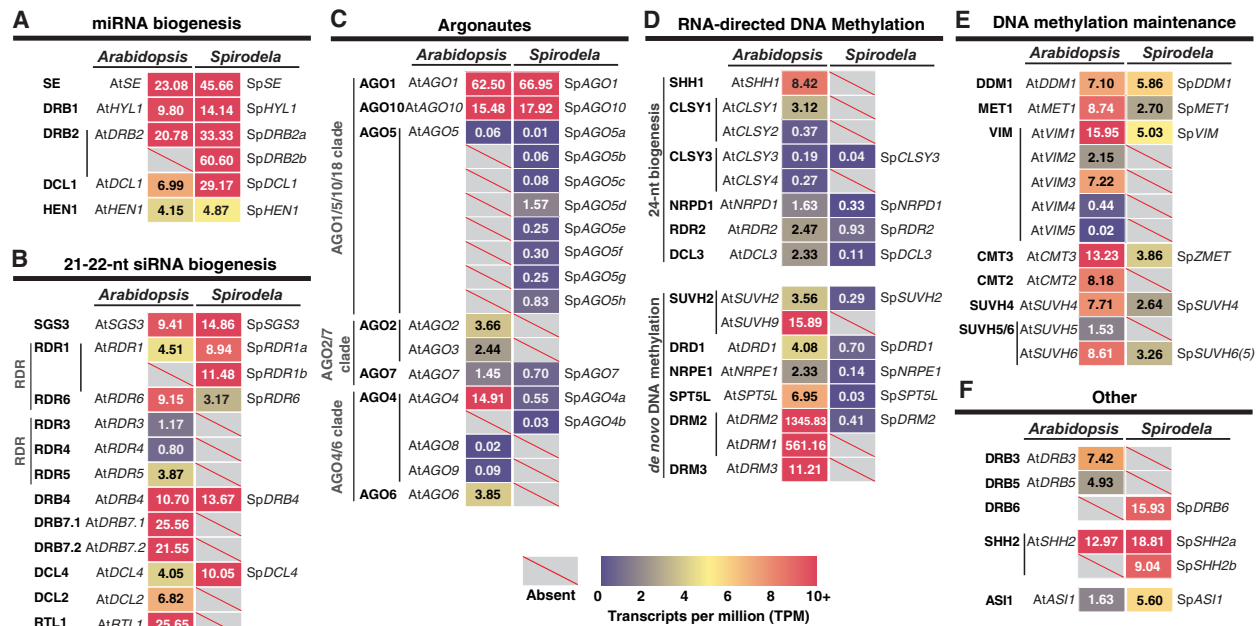 A miRNA biogenesis
Arabidopsis Spirodela
SE AtSE 23.08 45.66 SpSE
DRB1 AtHYL1 9.80 14.14 SpHYL1
DRB2 AtDRB2 20.78 33.33 SpDRB2a
60.60 SpDRB2b
DCL1 AtDCL1 6.99 29.17 SpDCL1
HEN1 AtHEN1 4.15 4.87 SpHEN1
B 21-22-nt siRNA biogenesis
Arabidopsis Spirodela
SGS3 AtSGS3 9.41 14.86 SpSGS3
RDR
RDR1 AtRDR1 4.51 8.94 SpRDR1a
11.48 SpRDR1b
RDR6 AtRDR6 9.15 3.17 SpRDR6
RDR
RDR3 AtRDR3 1.17
RDR4 AtRDR4 0.80
RDR5 AtRDR5 3.87
DRB4 AtDRB4 10.70 13.67 SpDRB4
DRB7.1 AtDRB7.1 25.56
DRB7.2 AtDRB7.2 21.55
DCL4 AtDCL4 4.05 10.05 SpDCL4
DCL2 AtDCL2 6.82
RTL1 AtRTL1 25.65
C Argonautes
Arabidopsis Spirodela
AGO1/5/10/18 clade
AGO1 AtAGO1 62.50 66.95 SpAGO1
AGO10 AtAGO10 15.48 17.92 SpAGO10
AGO5 AtAGO5 0.06 0.01 SpAGO5a
0.06 SpAGO5b
0.08 SpAGO5c
1.57 SpAGO5d
0.25 SpAGO5e
0.30 SpAGO5f
0.25 SpAGO5g
0.83 SpAGO5h
AGO2/7 clade
AGO2 AtAGO2 3.66
AtAGO3 2.44
AGO7 AtAGO7 1.45 0.70 SpAGO7
AGO4/6 clade
AGO4 AtAGO4 14.91 0.55 SpAGO4a
0.03 SpAGO4b
AtAGO8 0.02
AtAGO9 0.09
AGO6 AtAGO6 3.85
D RNA-directed DNA Methylation
Arabidopsis Spirodela
24-nt biogenesis
SHH1 AtSHH1 8.42
CLSY1 AtCLSY1 3.12
AtCLSY2 0.37
CLSY3 AtCLSY3 0.19 0.04 SpCLSY3
AtCLSY4 0.27
NRPD1 AtNRPD1 1.63 0.33 SpNRPD1
RDR2 AtRDR2 2.47 0.93 SpRDR2
DCL3 AtDCL3 2.33 0.11 SpDCL3
de novo DNA methylation
SUVH2 AtSUVH2 3.56 0.29 SpSUVH2
AtSUVH9 15.89
DRD1 AtDRD1 4.08 0.70 SpDRD1
NRPE1 AtNRPE1 2.33 0.14 SpNRPE1
SPT5L AtSPT5L 6.95 0.03 SpSPT5L
DRM2 AtDRM2 1345.83 0.41 SpDRM2
AtDRM1 561.16
DRM3 AtDRM3 11.21
E DNA methylation maintenance
Arabidopsis Spirodela
DDM1 AtDDM1 7.10 5.86 SpDDM1
MET1 AtMET1 8.74 2.70 SpMET1
VIM AtVIM1 15.95 5.03 SpVIM
AtVIM2 2.15
AtVIM3 7.22
AtVIM4 0.44
AtVIM5 0.02
CMT3 AtCMT3 13.23 3.86 SpZMET
CMT2 AtCMT2 8.18
SUVH4 AtSUVH4 7.71 2.64 SpSUVH4
SUVH5/6 AtSUVH5 1.53
AtSUVH6 8.61 3.26 SpSUVH6(5)
F Other
Arabidopsis Spirodela
DRB3 AtDRB3 7.42
DRB5 AtDRB5 4.93
DRB6 15.93 SpDRB6
SHH2 AtSHH2 12.97 18.81 SpSHH2a
9.04 SpSHH2b
ASI1 AtASI1 1.63 5.60 SpASI1
Absent
0 2 4 6 8 10+
Transcripts per million (TPM)